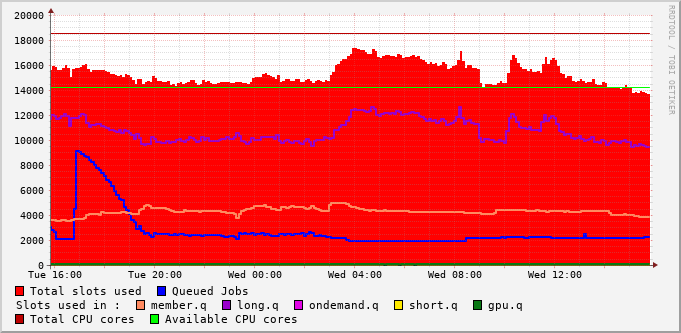 20000
18000
16000
14000
12000
10000
8000
6000
4000
2000
0
Tue 16:00 Tue 20:00 Wed 00:00 Wed 04:00 Wed 08:00 Wed 12:00
Total slots used Queued Jobs
Slots used in : member.q long.q ondemand.q short.q gpu.q
Total CPU cores Available CPU cores
RRDTOOL / TOBI OETIKER